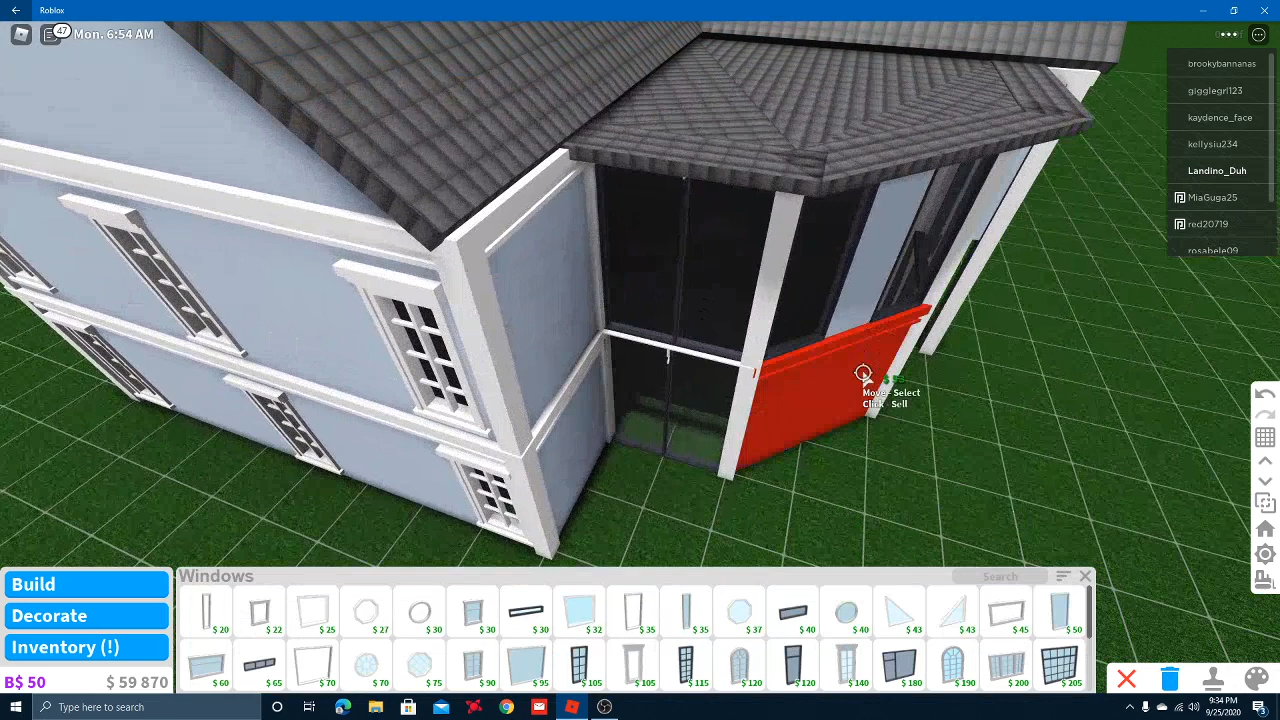 Roblox
47
Mon. 6:54 AM
brookybannanas
gigglegrl123
kaydence_face
kellysiu234
Landino_Duh
MiaGuga25
red20719
rosabele09
Move - Select
Click - Sell
Build
Decorate
Inventory (!)
B$ 50
$ 59 870
Windows
Search
$ 20
$ 22
$ 25
$ 27
$ 30
$ 30
$ 30
$ 32
$ 35
$ 35
$ 37
$ 40
$ 40
$ 43
$ 43
$ 45
$ 50
$ 60
$ 65
$ 70
$ 70
$ 75
$ 90
$ 95
$ 105
$ 105
$ 115
$ 120
$ 120
$ 140
$ 180
$ 190
$ 200
$ 205
Type here to search
9:34 PM
9/25/2020